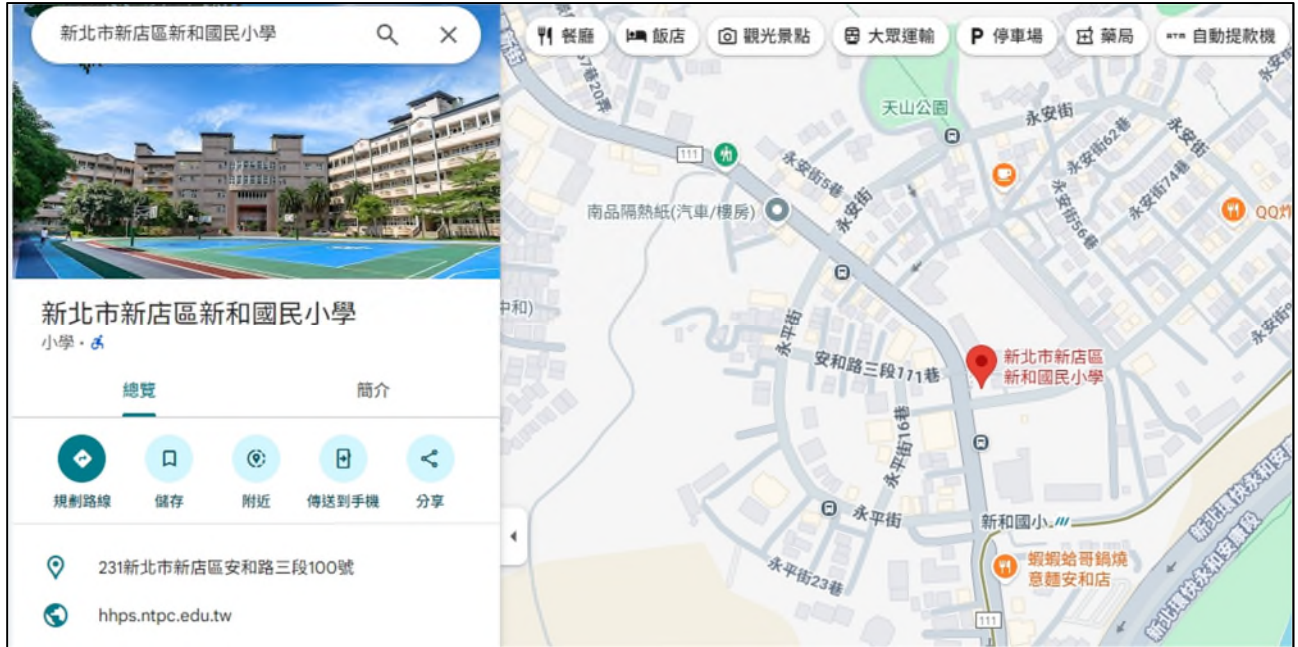 新北市新店區新和國民小學
餐廳
飯店
觀光景點
大眾運輸
P 停車場
藥局
ATM 自動提款機
新北市新店區新和國民小學
小學・
總覽
簡介
規劃路線
儲存
附近
傳送到手機
分享
231新北市新店區安和路三段100號
hhps.ntpc.edu.tw
天山公園
永安街
永安街
永安街62巷
永安街74巷
永安街56巷
永安街5巷
永安街
111
南品隔熱紙(汽車/樓房)
中和)
永平街
安和路三段111巷
新北市新店區
新和國民小學
永平街16巷
永平街
新和國小
蝦蝦蛤哥鍋燒
意麵安和店
永平街23巷
111